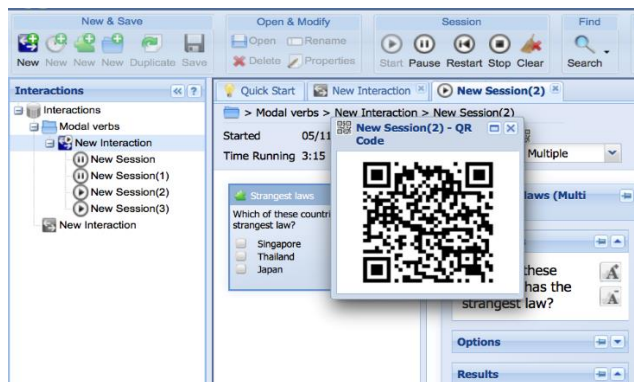 New & Save
Open & Modify
Session
Find
Open Rename
Delete Properties
New New New New Duplicate Save
Start Pause Restart Stop Clear
Search
Interactions
Interactions
Modal verbs
New Interaction
New Session
New Session(1)
New Session(2)
New Session(3)
New Interaction
Quick Start
New Interaction
New Session(2)
> Modal verbs > New Interaction > New Session(2)
Started 05/11
Time Running 3:15
New Session(2) - QR
Code
Multiple
Strangest laws
Which of these countri
strangest law?
Singapore
Thailand
Japan
laws (Multi
these
has the
strangest law?
Options
Results